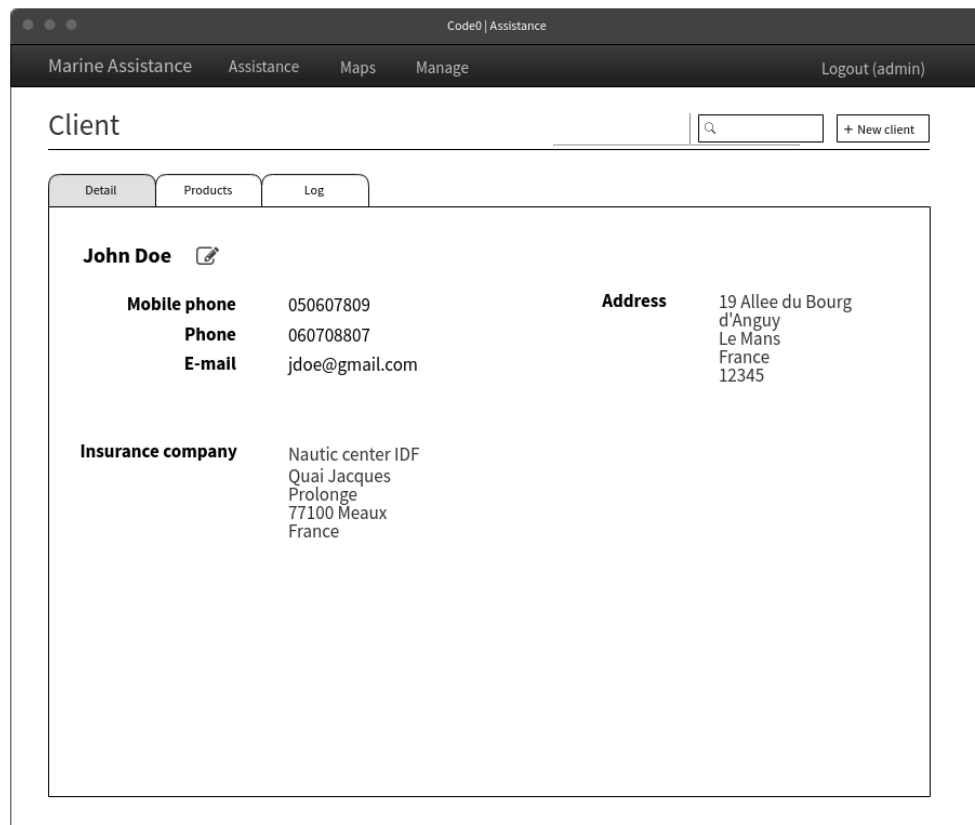 Code0 | Assistance
Marine Assistance Assistance Maps Manage Logout (admin)
Client
+ New client
Detail Products Log
John Doe
Mobile phone 050607809
Phone 060708807
E-mail jdoe@gmail.com
Address 19 Allee du Bourg
d'Anguy
Le Mans
France
12345
Insurance company Nautic center IDF
Quai Jacques
Prolonge
77100 Meaux
France